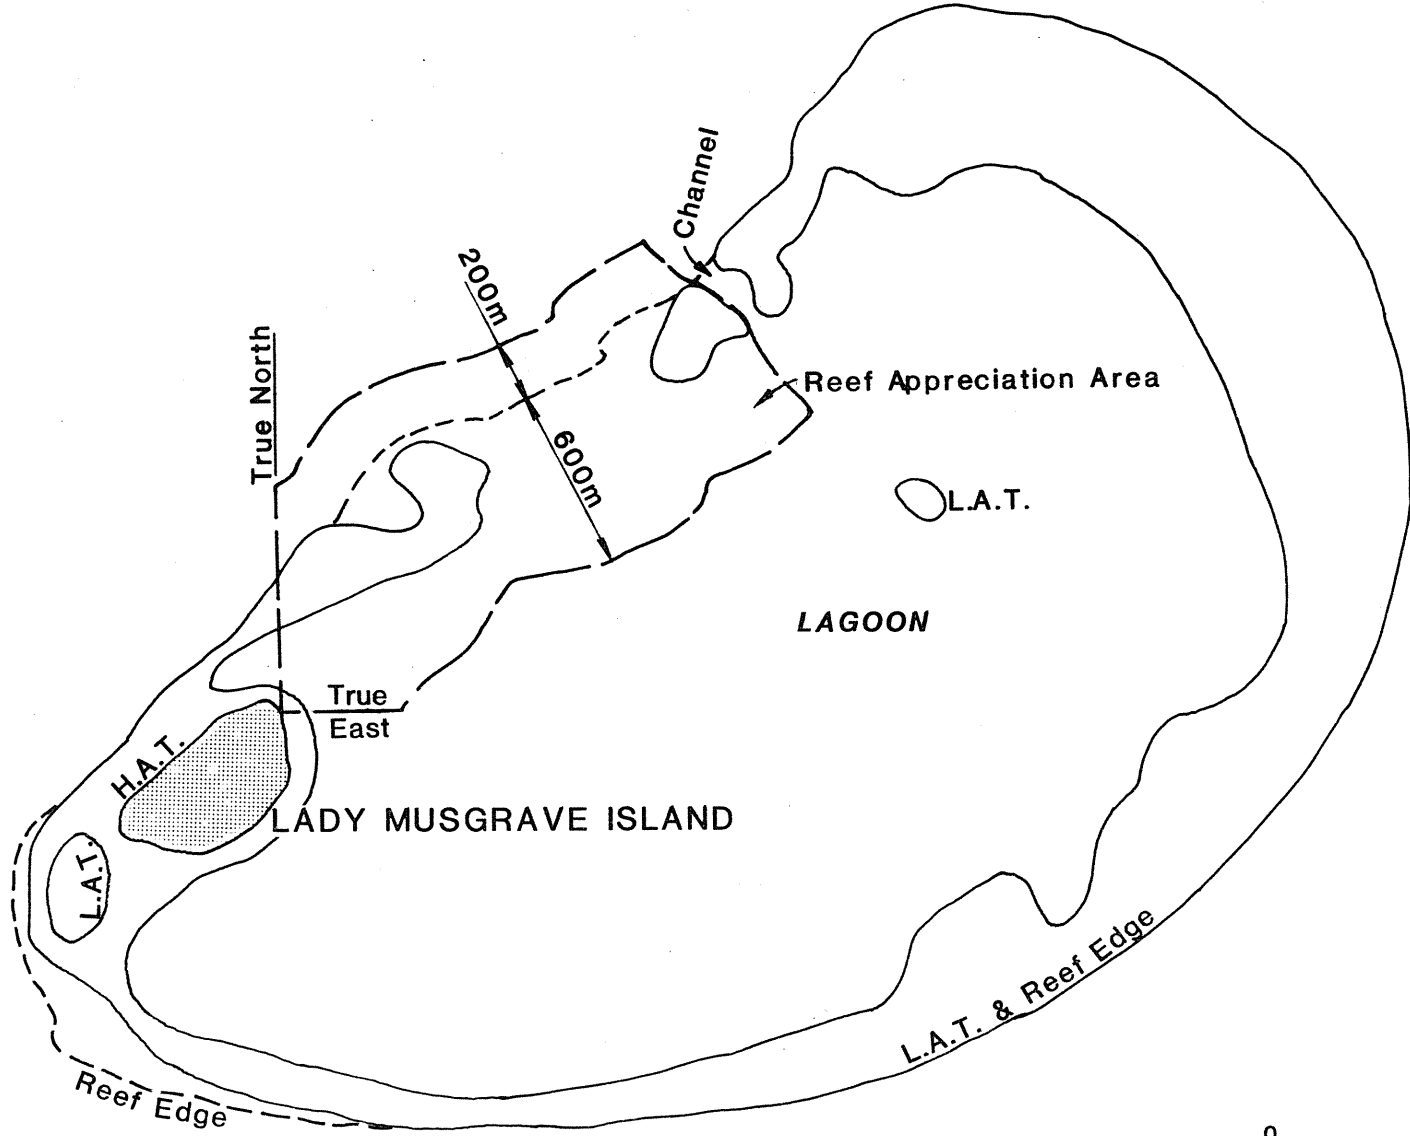 Channel
200m
True North
Reef Appreciation Area
600m
L.A.T.
LAGOON
True
East
H.A.T.
LADY MUSGRAVE ISLAND
L.A.T.
L.A.T. & Reef Edge
Reef Edge